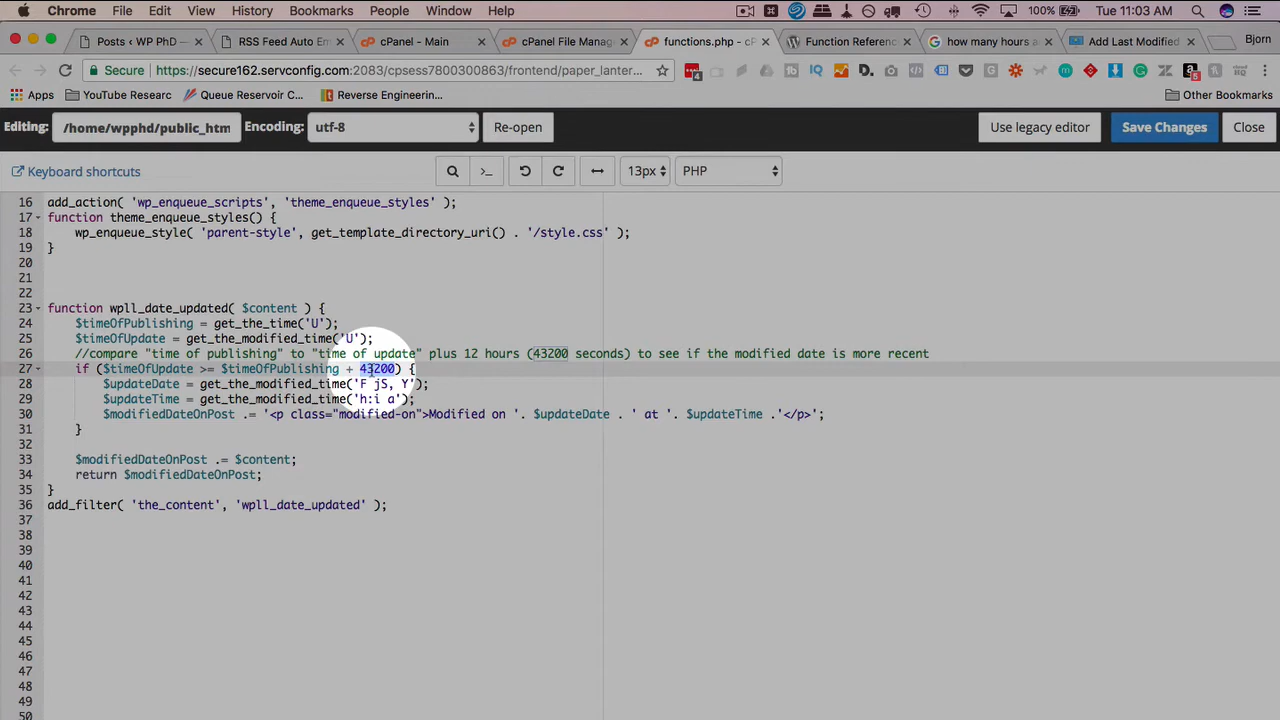 Chrome File Edit View History Bookmarks People Window Help 100% Tue 11:03 AM
Posts ‹ WP PhD — RSS Feed Auto Em cPanel - Main cPanel File Manag functions.php - cP Function Referenc how many hours a Add Last Modified Bjorn
Secure https://secure162.servconfig.com:2083/cpsess7800300863/frontend/paper_lanter...
Apps YouTube Researc Queue Reservoir C... Reverse Engineerin... Other Bookmarks
Editing: /home/wpphd/public_htm Encoding: utf-8 Re-open Use legacy editor Save Changes Close
Keyboard shortcuts 13px PHP
16 add_action( 'wp_enqueue_scripts', 'theme_enqueue_styles' );
17 function theme_enqueue_styles() {
18 wp_enqueue_style( 'parent-style', get_template_directory_uri() . '/style.css' );
19 }
20
21
22
23 function wpll_date_updated( $content ) {
24 $timeOfPublishing = get_the_time('U');
25 $timeOfUpdate = get_the_modified_time('U');
26 //compare "time of publishing" to "time of update" plus 12 hours (43200 seconds) to see if the modified date is more recent
27 if ($timeOfUpdate >= $timeOfPublishing + 43200) {
28 $updateDate = get_the_modified_time('F jS, Y');
29 $updateTime = get_the_modified_time('h:i a');
30 $modifiedDateOnPost .= '<p class="modified-on">Modified on '. $updateDate . ' at '. $updateTime .'</p>';
31 }
32
33 $modifiedDateOnPost .= $content;
34 return $modifiedDateOnPost;
35 }
36 add_filter( 'the_content', 'wpll_date_updated' );
37
38
39
40
41
42
43
44
45
46
47
48
49
50